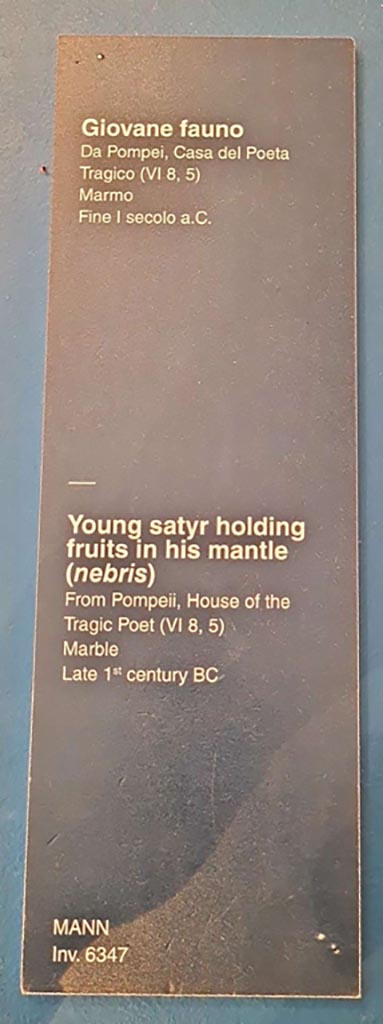 Giovane fauno
Da Pompei, Casa del Poeta
Tragico (VI 8, 5)
Marmo
Fine I secolo a.C.
Young satyr holding
fruits in his mantle
(nebris)
From Pompeii, House of the
Tragic Poet (VI 8, 5)
Marble
Late 1st century BC
MANN
Inv. 6347